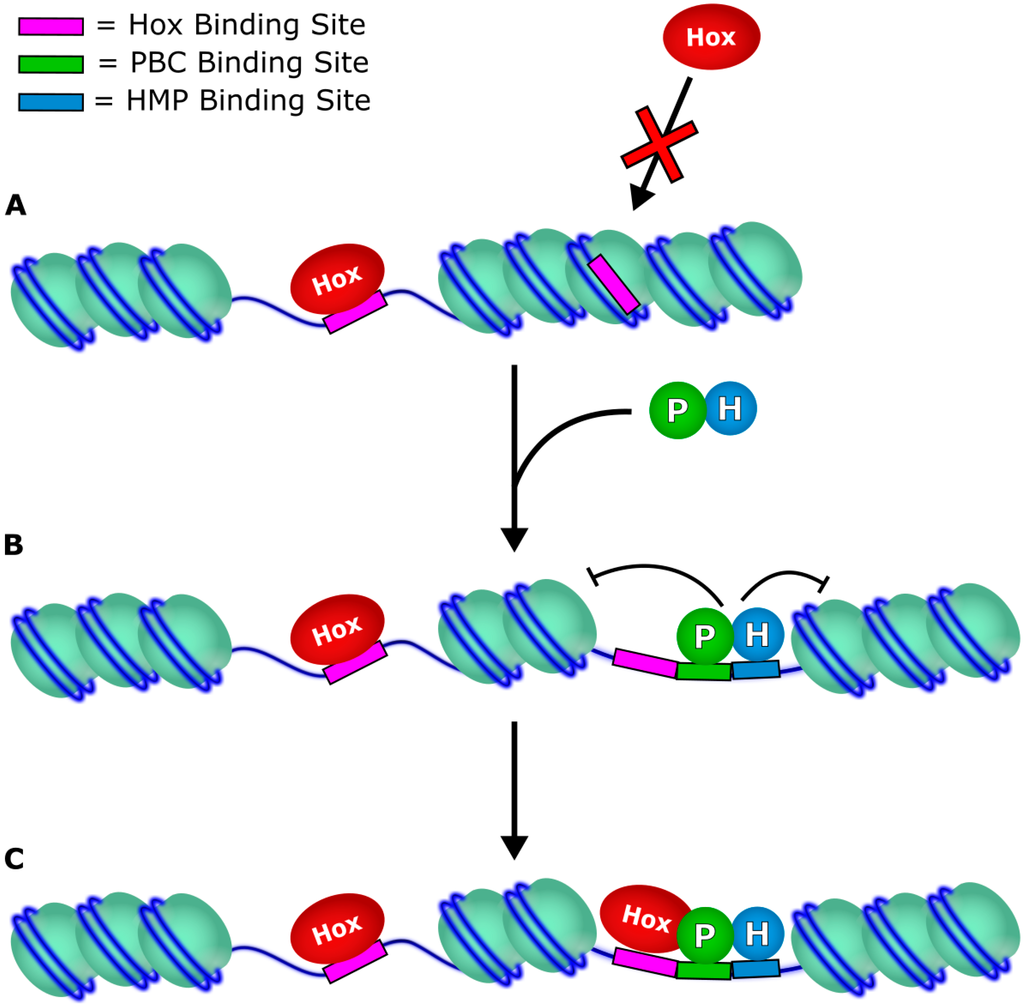 = Hox Binding Site
= PBC Binding Site
= HMP Binding Site
Hox
A
Hox
P H
B
Hox
P H
C
Hox
Hox P H